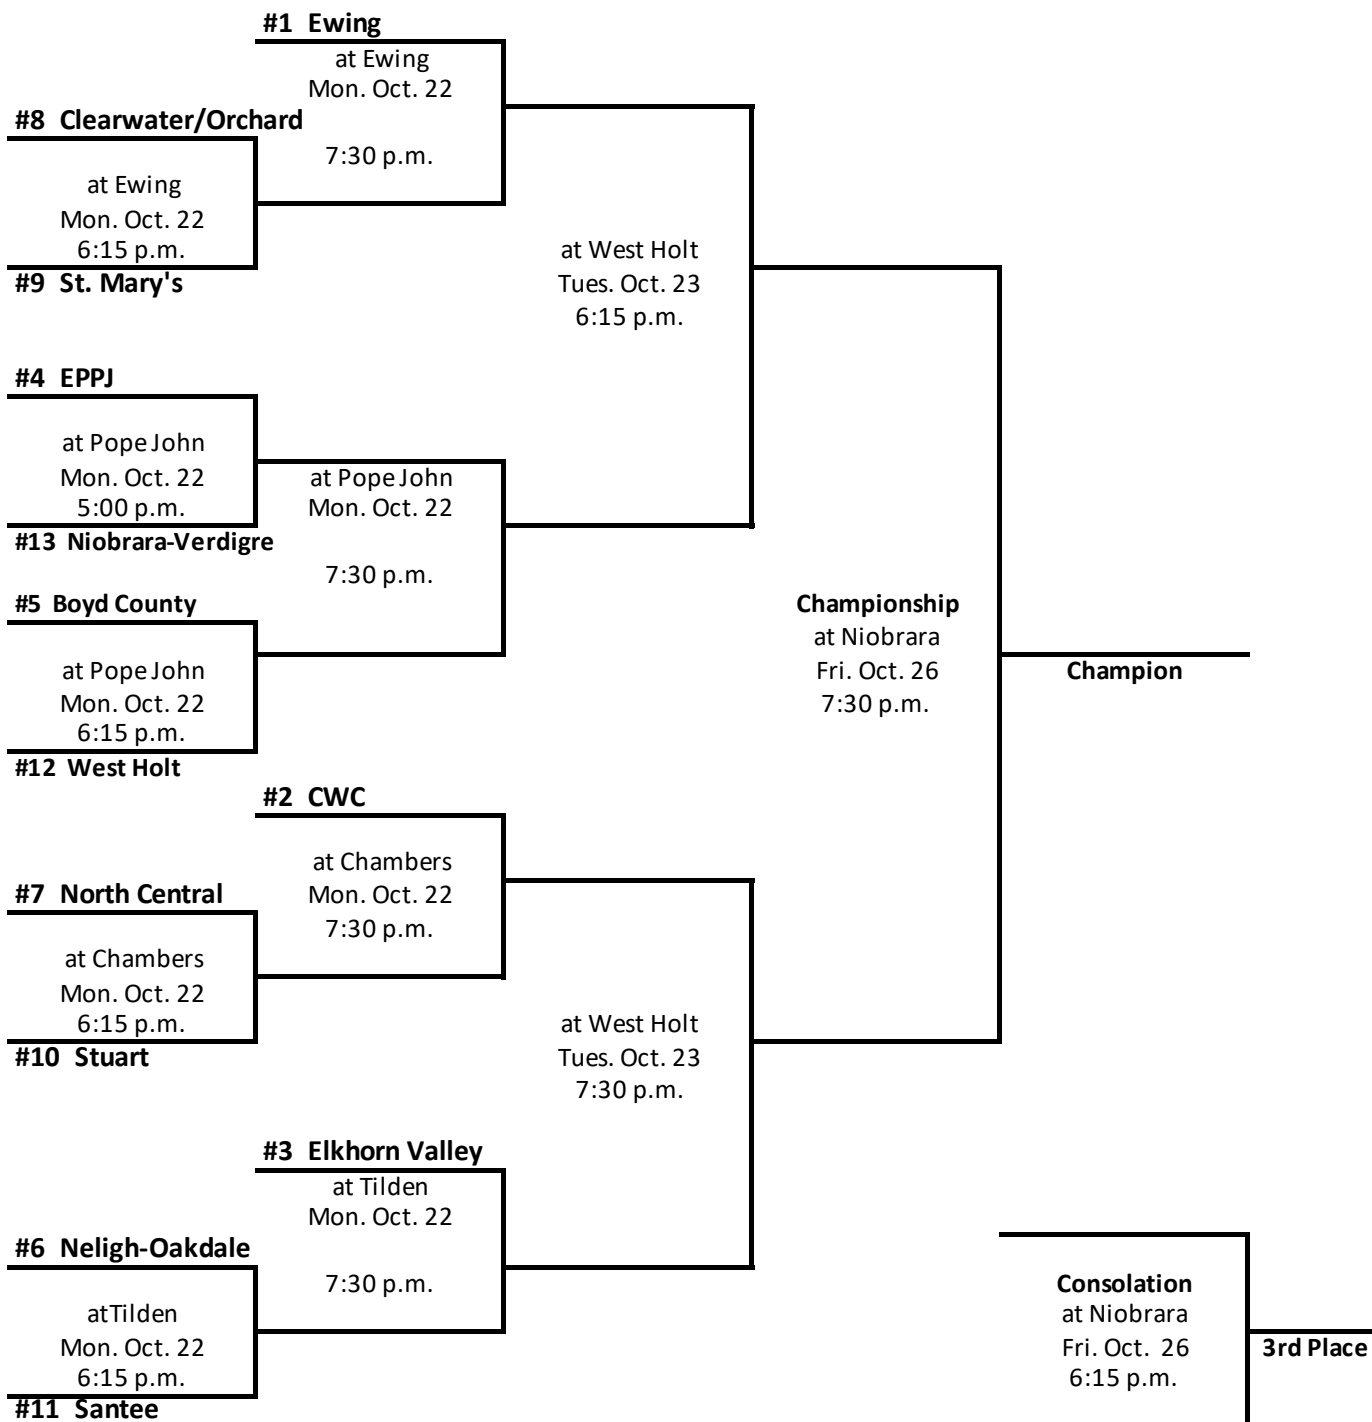 #1 Ewing
at Ewing
Mon. Oct. 22
7:30 p.m.
#8 Clearwater/Orchard
at Ewing
Mon. Oct. 22
6:15 p.m.
#9 St. Mary's
at West Holt
Tues. Oct. 23
6:15 p.m.
#4 EPPJ
at Pope John
Mon. Oct. 22
5:00 p.m.
#13 Niobrara-Verdigre
at Pope John
Mon. Oct. 22
7:30 p.m.
#5 Boyd County
at Pope John
Mon. Oct. 22
6:15 p.m.
#12 West Holt
Championship
at Niobrara
Fri. Oct. 26
7:30 p.m.
Champion
#2 CWC
at Chambers
Mon. Oct. 22
7:30 p.m.
#7 North Central
at Chambers
Mon. Oct. 22
6:15 p.m.
#10 Stuart
at West Holt
Tues. Oct. 23
7:30 p.m.
#3 Elkhorn Valley
at Tilden
Mon. Oct. 22
7:30 p.m.
#6 Neligh-Oakdale
atTilden
Mon. Oct. 22
6:15 p.m.
#11 Santee
Consolation
at Niobrara
Fri. Oct. 26
6:15 p.m.
3rd Place